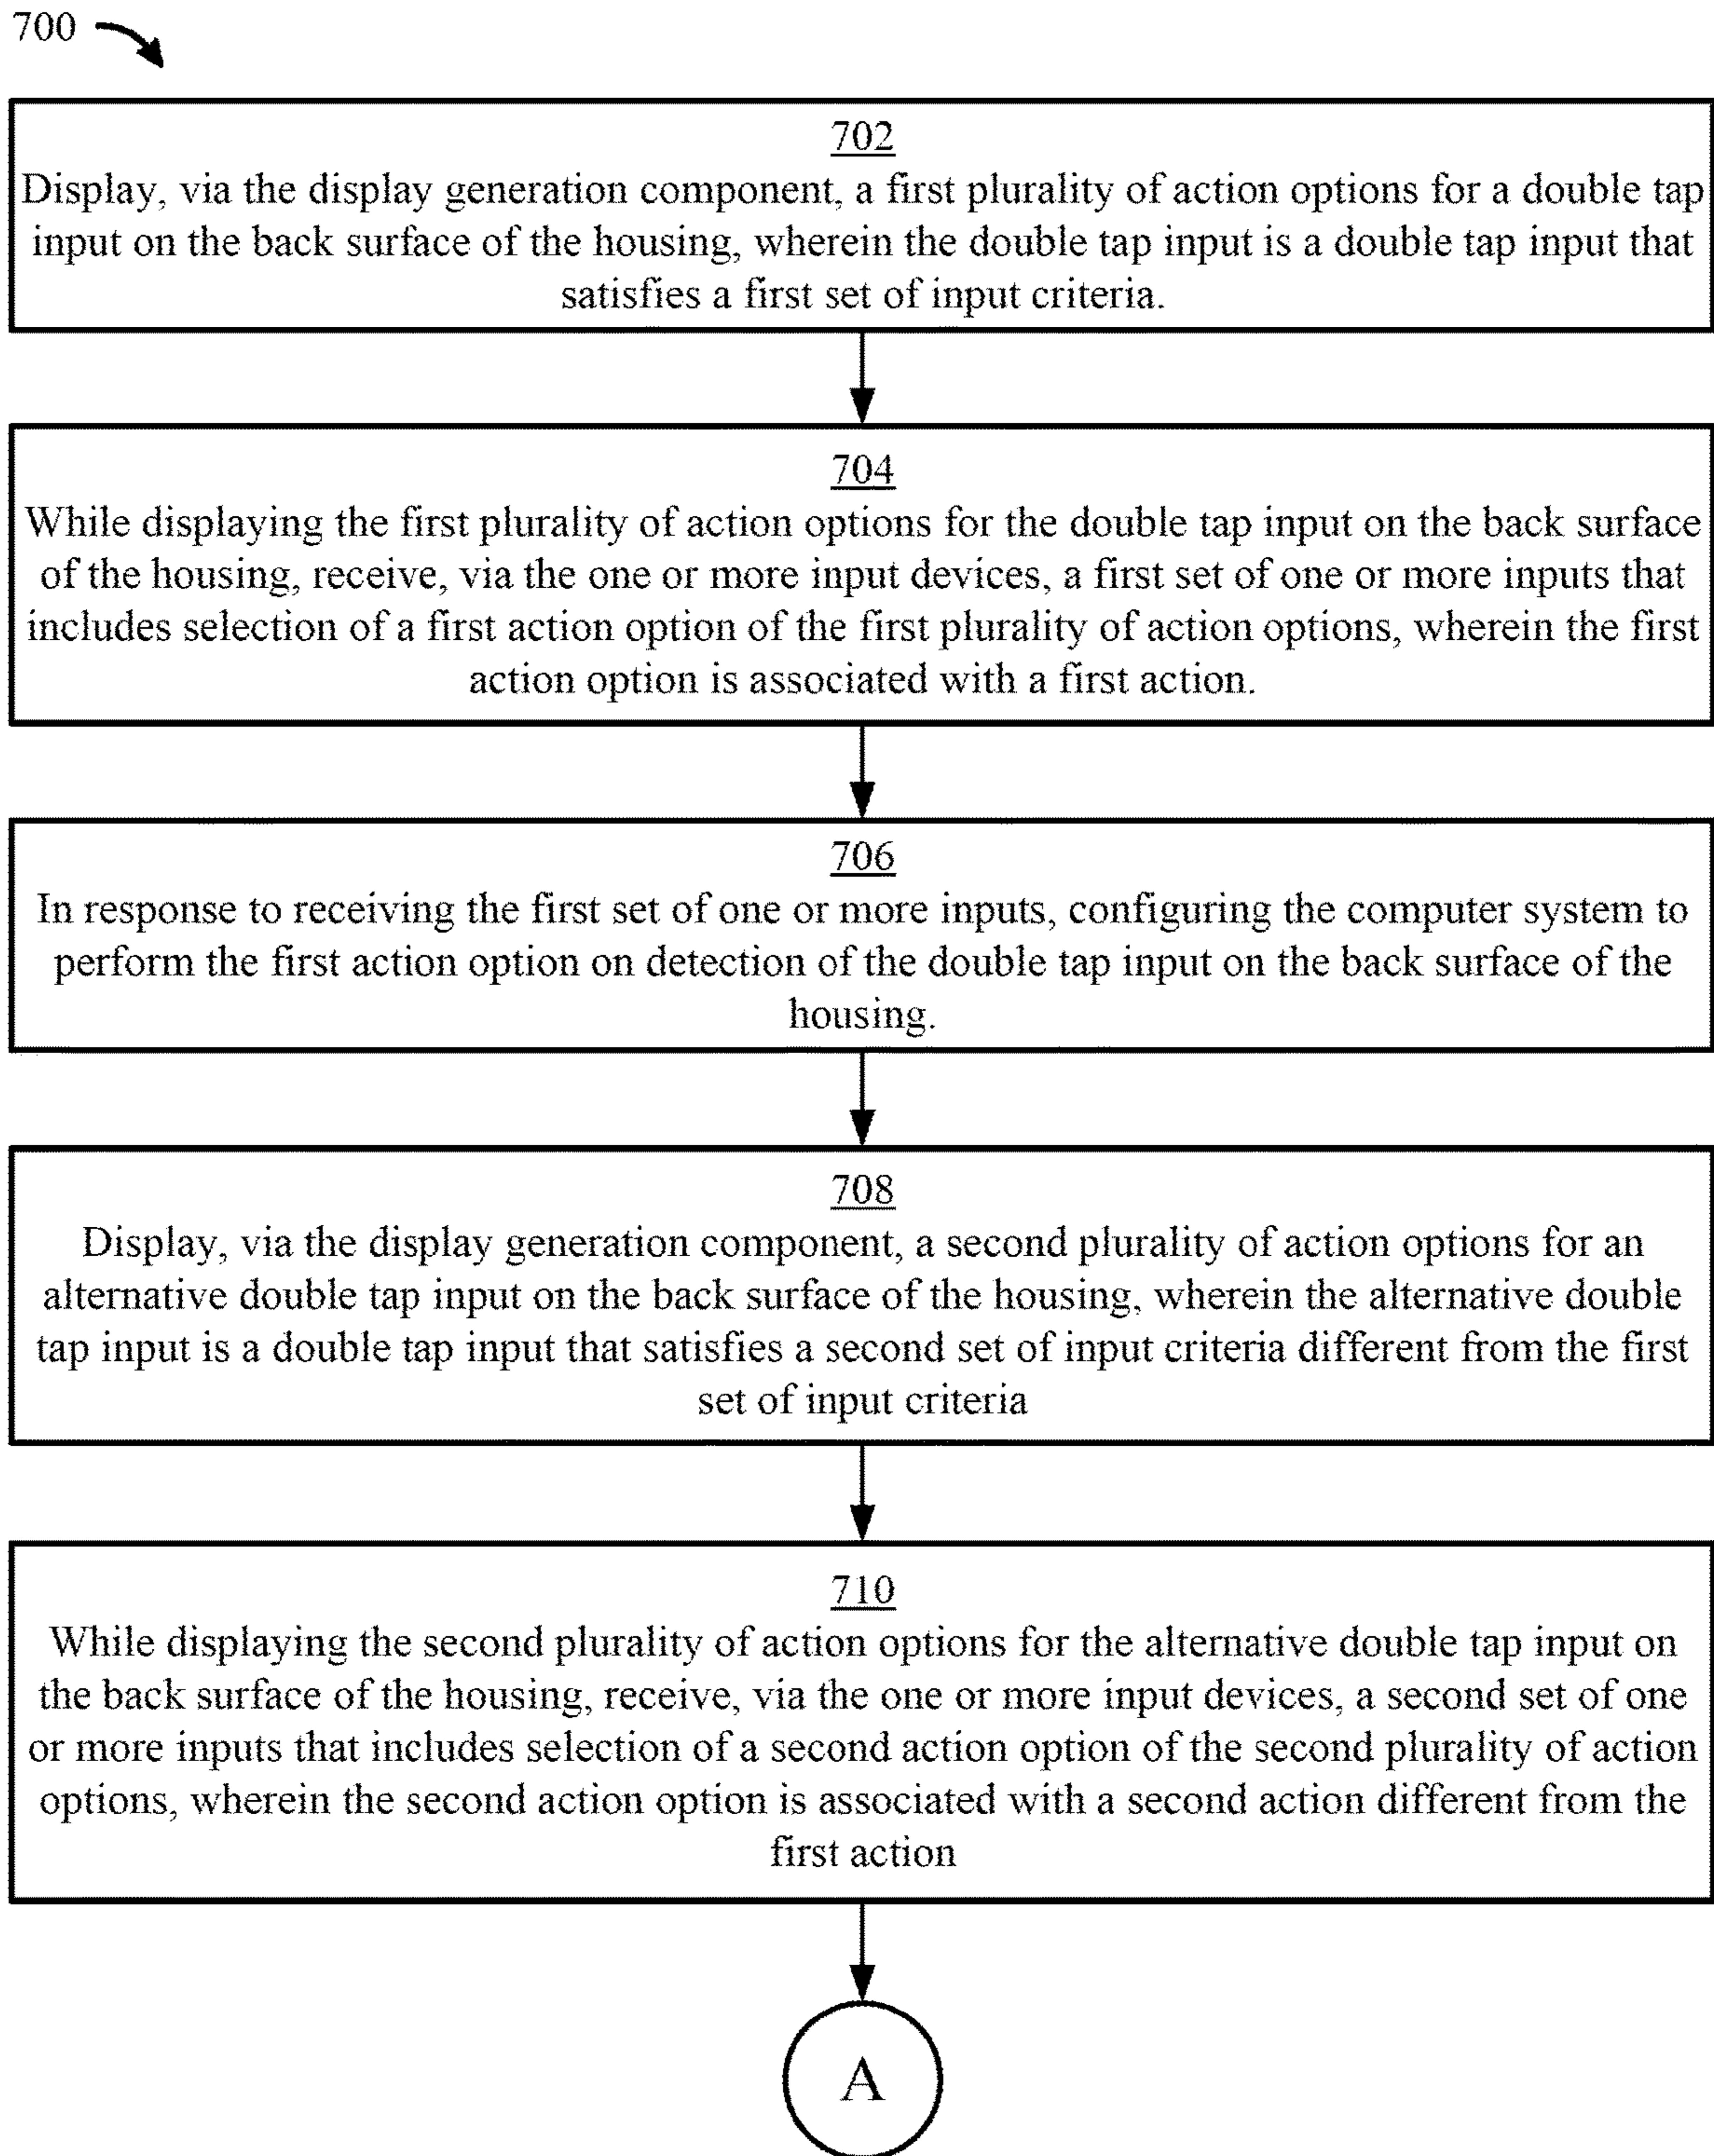 700
702
Display, via the display generation component, a first plurality of action options for a double tap
input on the back surface of the housing, wherein the double tap input is a double tap input that
satisfies a first set of input criteria.
704
While displaying the first plurality of action options for the double tap input on the back surface
of the housing, receive, via the one or more input devices, a first set of one or more inputs that
includes selection of a first action option of the first plurality of action options, wherein the first
action option is associated with a first action.
706
In response to receiving the first set of one or more inputs, configuring the computer system to
perform the first action option on detection of the double tap input on the back surface of the
housing.
708
Display, via the display generation component, a second plurality of action options for an
alternative double tap input on the back surface of the housing, wherein the alternative double
tap input is a double tap input that satisfies a second set of input criteria different from the first
set of input criteria
710
While displaying the second plurality of action options for the alternative double tap input on
the back surface of the housing, receive, via the one or more input devices, a second set of one
or more inputs that includes selection of a second action option of the second plurality of action
options, wherein the second action option is associated with a second action different from the
first action
A